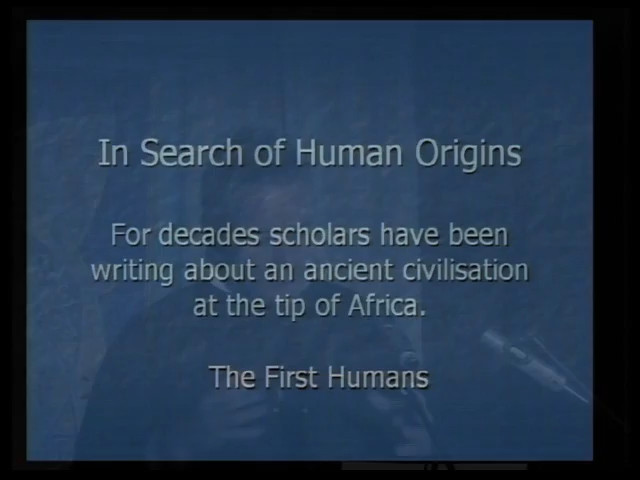 In Search of Human Origins
For decades scholars have been
writing about an ancient civilisation
at the tip of Africa.
The First Humans